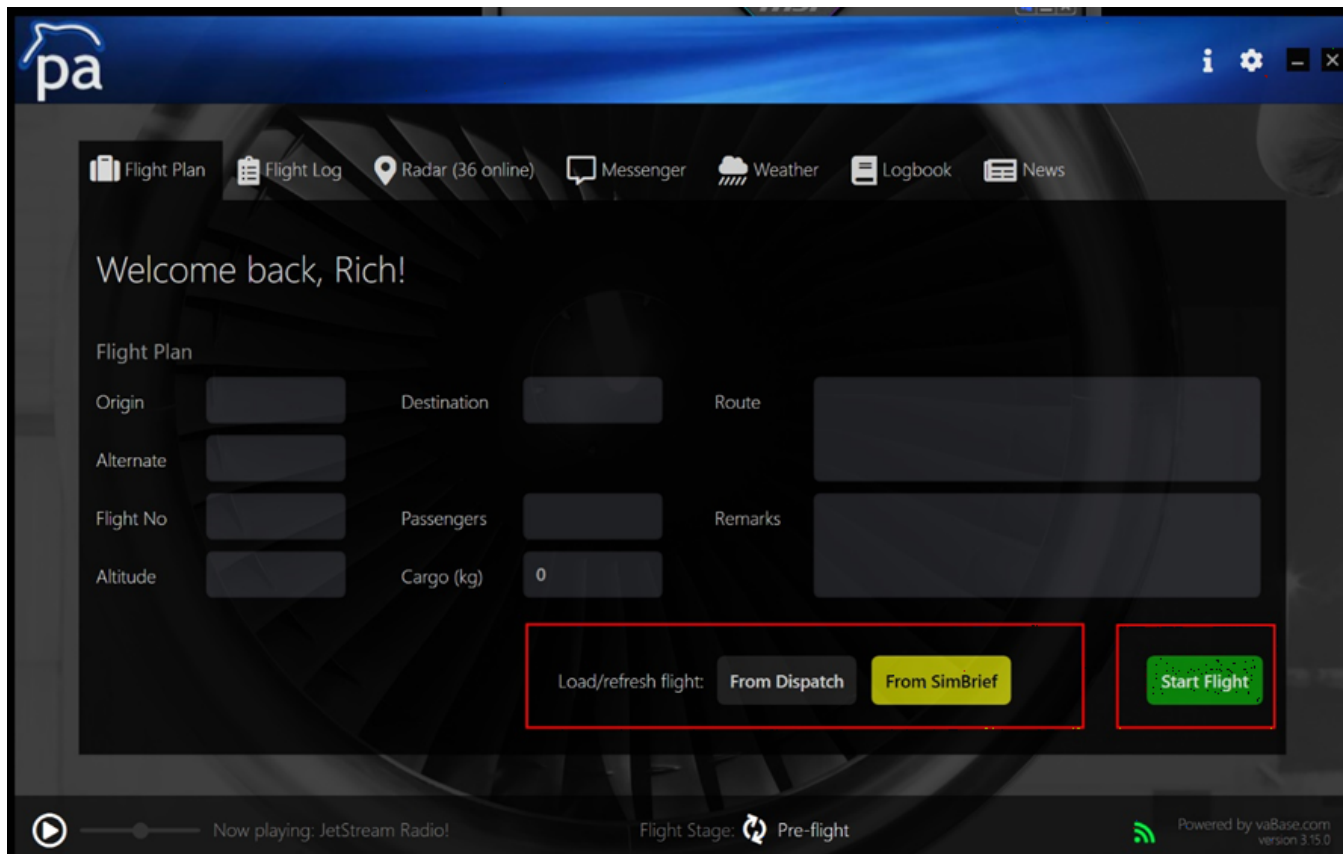 pa
Flight Plan
Flight Log
Radar (36 online)
Messenger
Weather
Logbook
News
Welcome back, Rich!
Flight Plan
Origin
Destination
Route
Alternate
Flight No
Passengers
Remarks
Altitude
Cargo (kg)
0
Load/refresh flight:
From Dispatch
From SimBrief
Start Flight
Now playing: JetStream Radio!
Flight Stage:
Pre-flight
Powered by vaBase.com
version 3.15.0